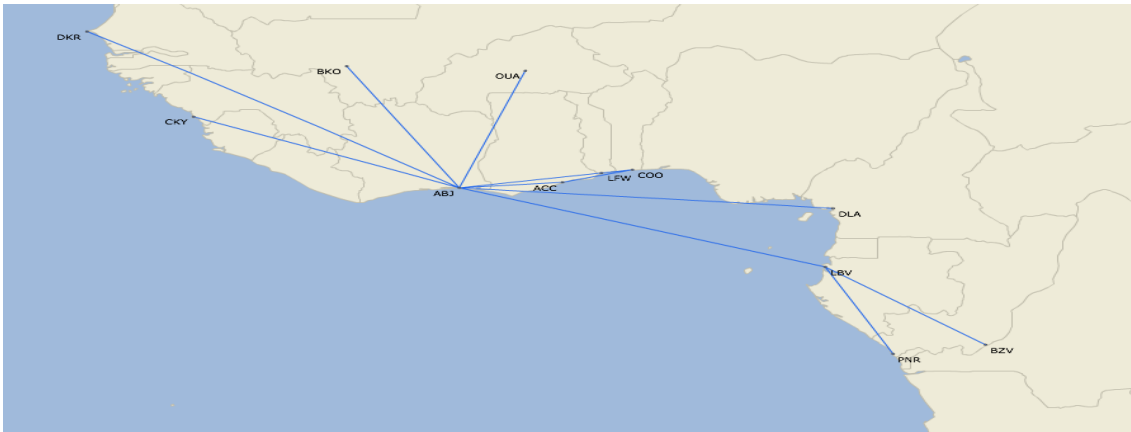 DKR
BKO
OUA
CKY
LFW
COO
ACC
ABJ
DLA
LBV
BZV
PNR